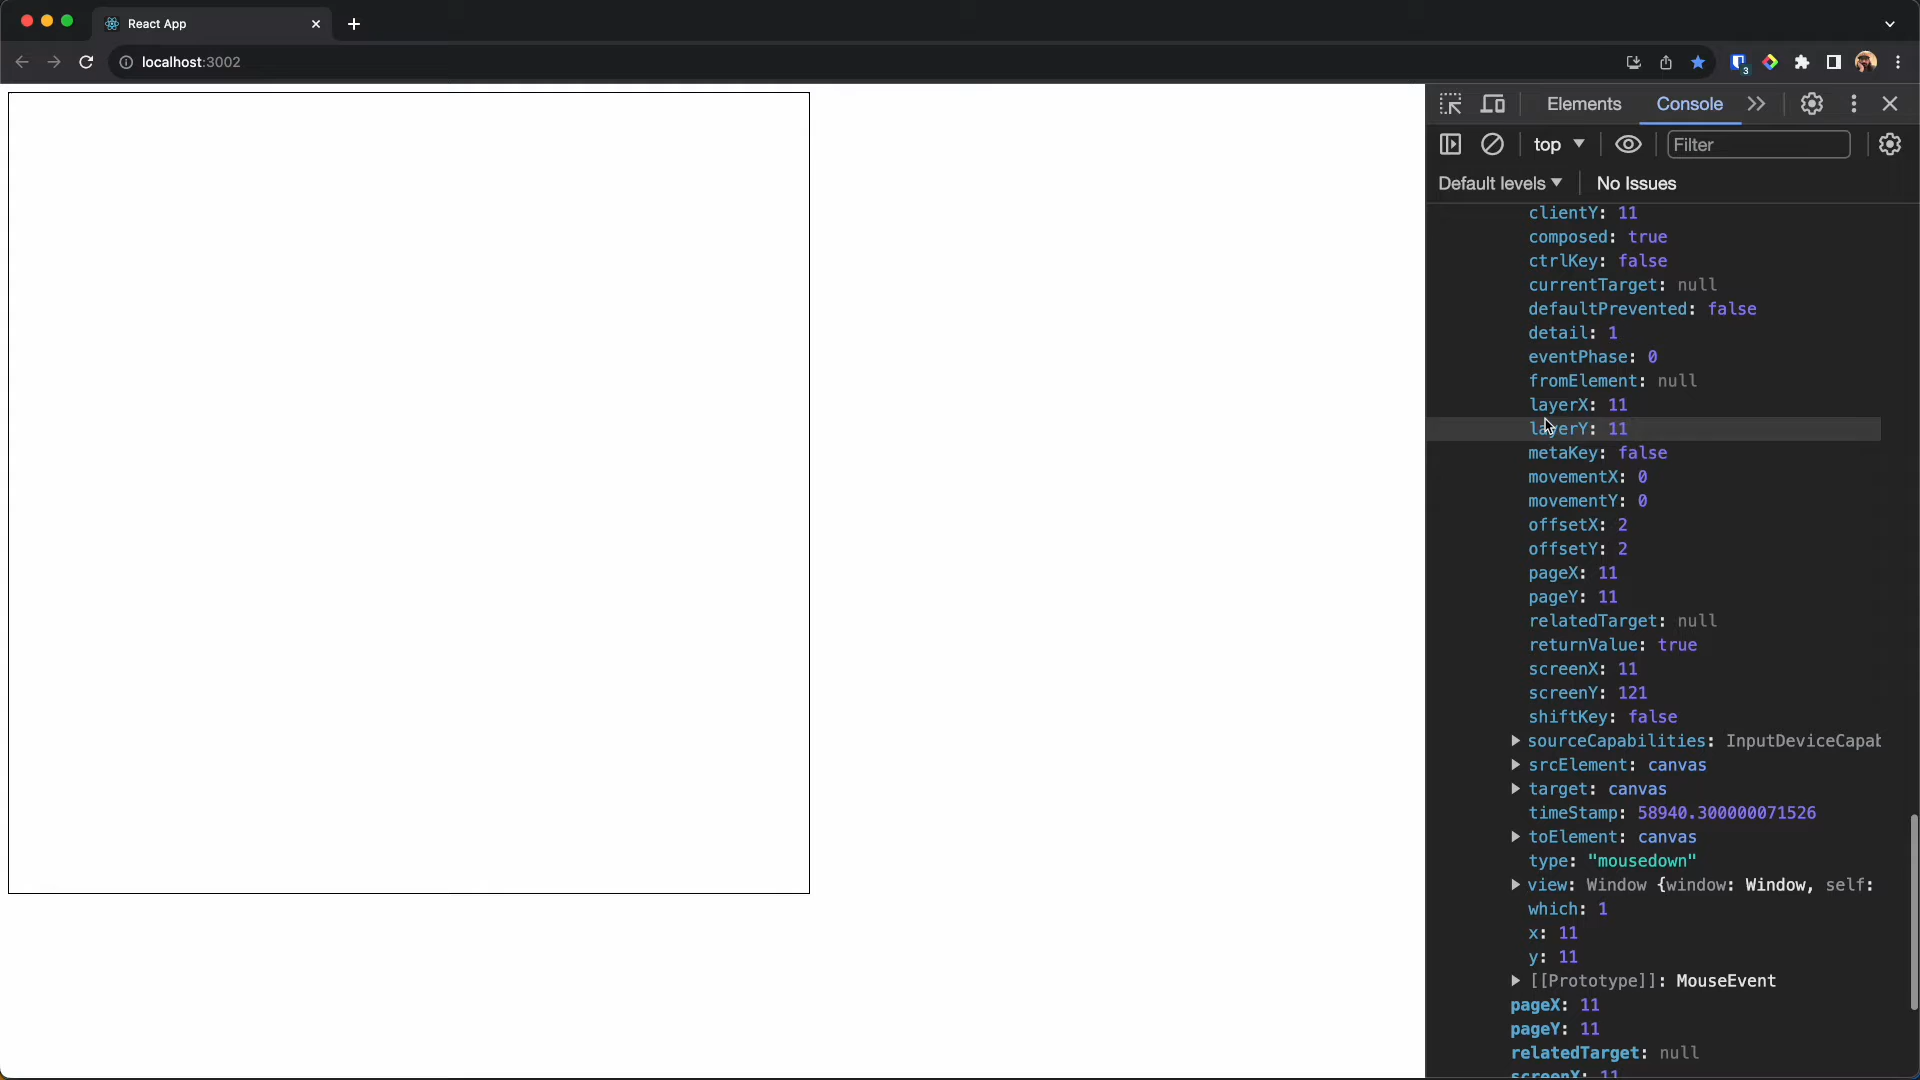 React App
localhost:3002
3
Elements Console
top Filter
Default levels No Issues
clientY: 11
composed: true
ctrlKey: false
currentTarget: null
defaultPrevented: false
detail: 1
eventPhase: 0
fromElement: null
layerX: 11
layerY: 11
metaKey: false
movementX: 0
movementY: 0
offsetX: 2
offsetY: 2
pageX: 11
pageY: 11
relatedTarget: null
returnValue: true
screenX: 11
screenY: 121
shiftKey: false
sourceCapabilities: InputDeviceCapab
srcElement: canvas
target: canvas
timeStamp: 58940.300000071526
toElement: canvas
type: "mousedown"
view: Window {window: Window, self:
which: 1
x: 11
y: 11
[[Prototype]]: MouseEvent
pageX: 11
pageY: 11
relatedTarget: null
screenX: 11